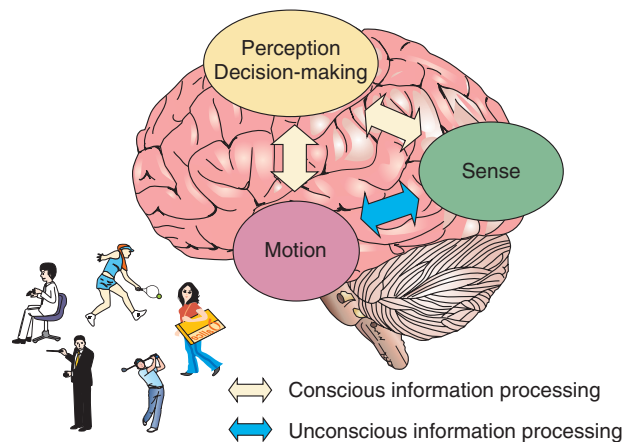 Perception
Decision-making
Sense
Motion
Conscious information processing
Unconscious information processing